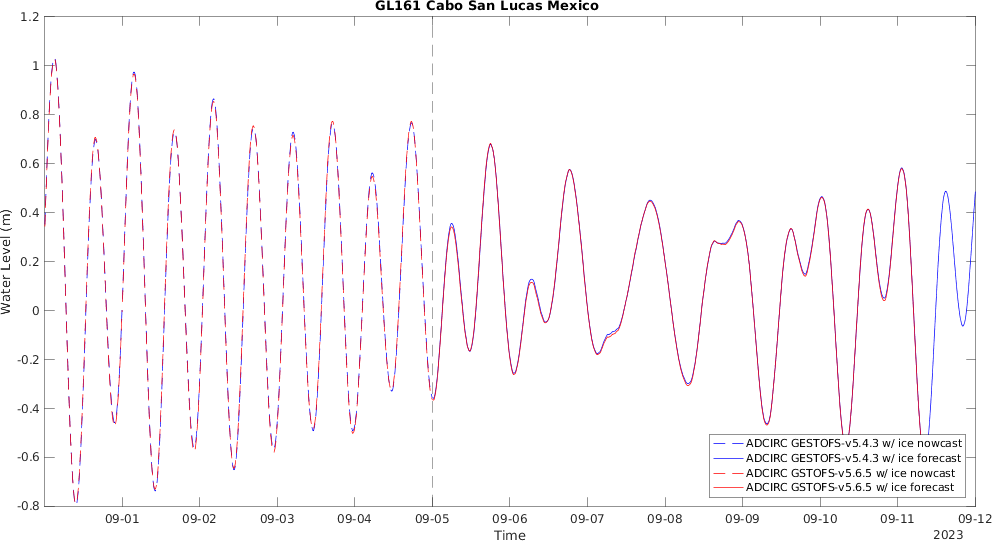 GL161 Cabo San Lucas Mexico
1.2
1
0.8
0.6
0.4
0.2
0
-0.2
-0.4
-0.6
-0.8
Water Level (m)
ADCIRC GESTOFS-v5.4.3 w/ ice nowcast
ADCIRC GESTOFS-v5.4.3 w/ ice forecast
ADCIRC GSTOFS-v5.6.5 w/ ice nowcast
ADCIRC GSTOFS-v5.6.5 w/ ice forecast
09-01 09-02 09-03 09-04 09-05 09-06 09-07 09-08 09-09 09-10 09-11 09-12
Time
2023